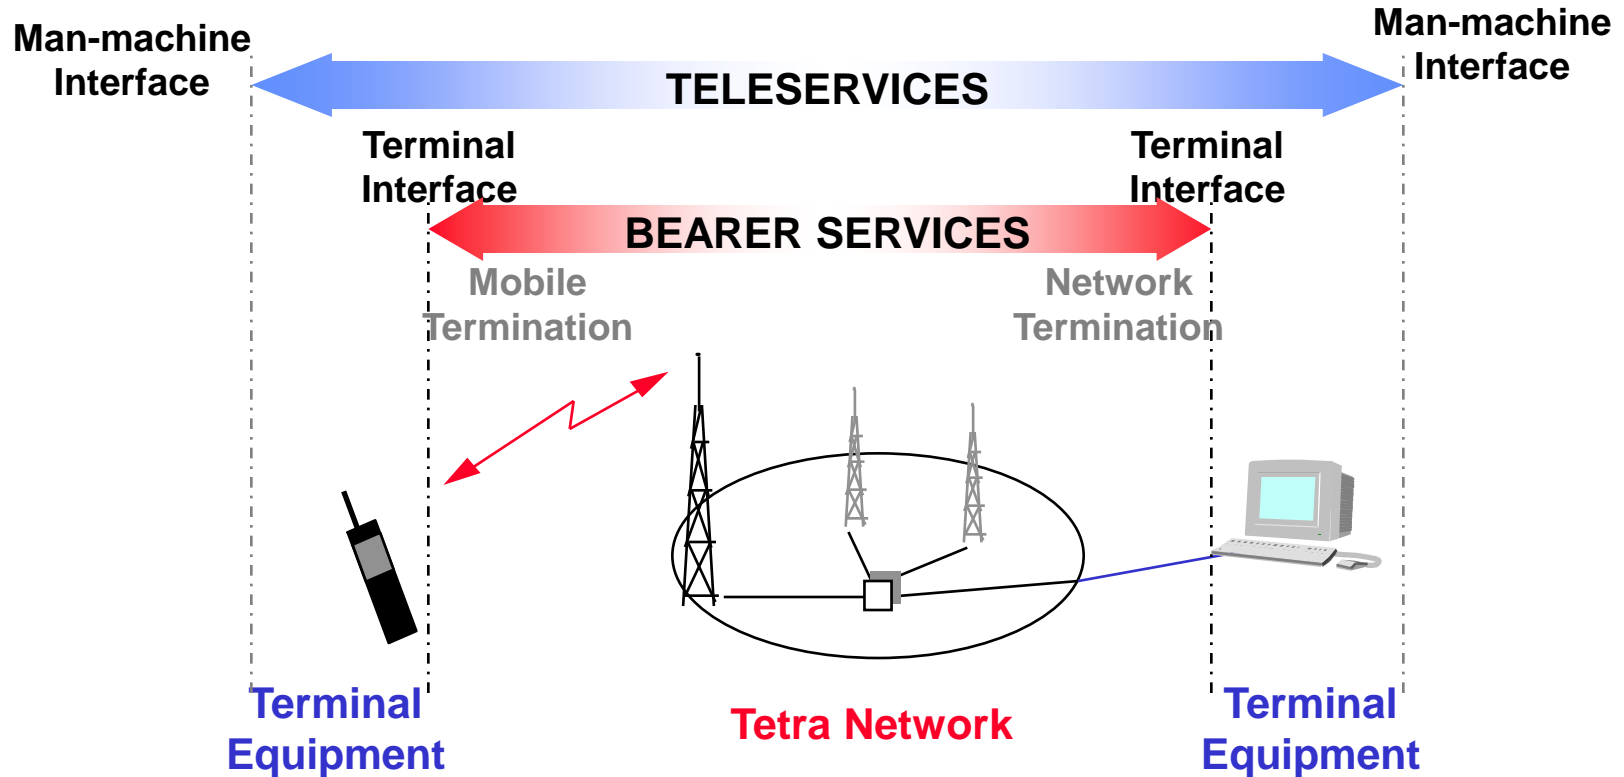 Man-machine
Interface
Man-machine
Interface
TELESERVICES
Terminal
Interface
Terminal
Interface
BEARER SERVICES
Mobile
Termination
Network
Termination
Terminal
Equipment
Tetra Network
Terminal
Equipment